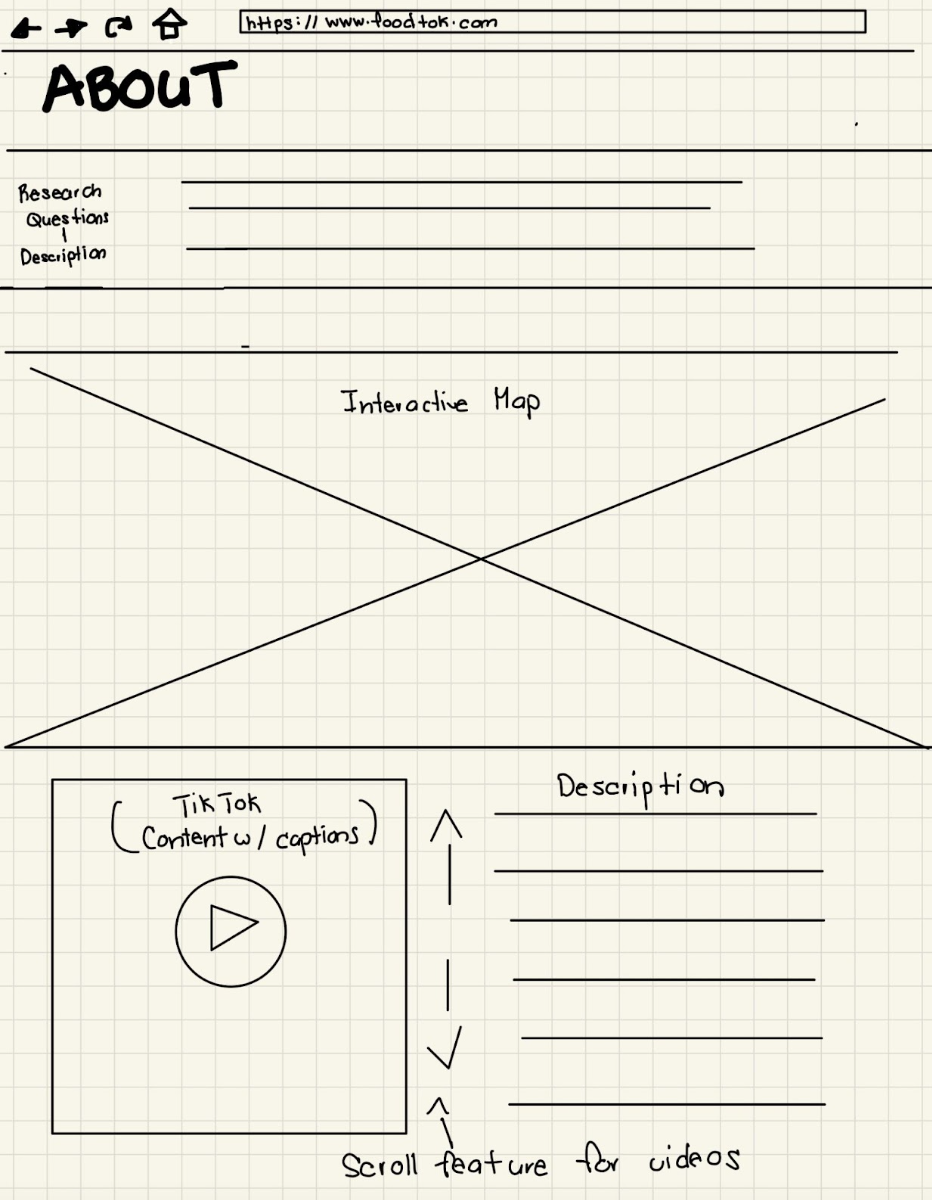 https://www.foodtok.com
ABOUT
Research
Questions
Description
Interactive Map
TikTok
(Content w/ captions)
Description
Scroll feature for videos